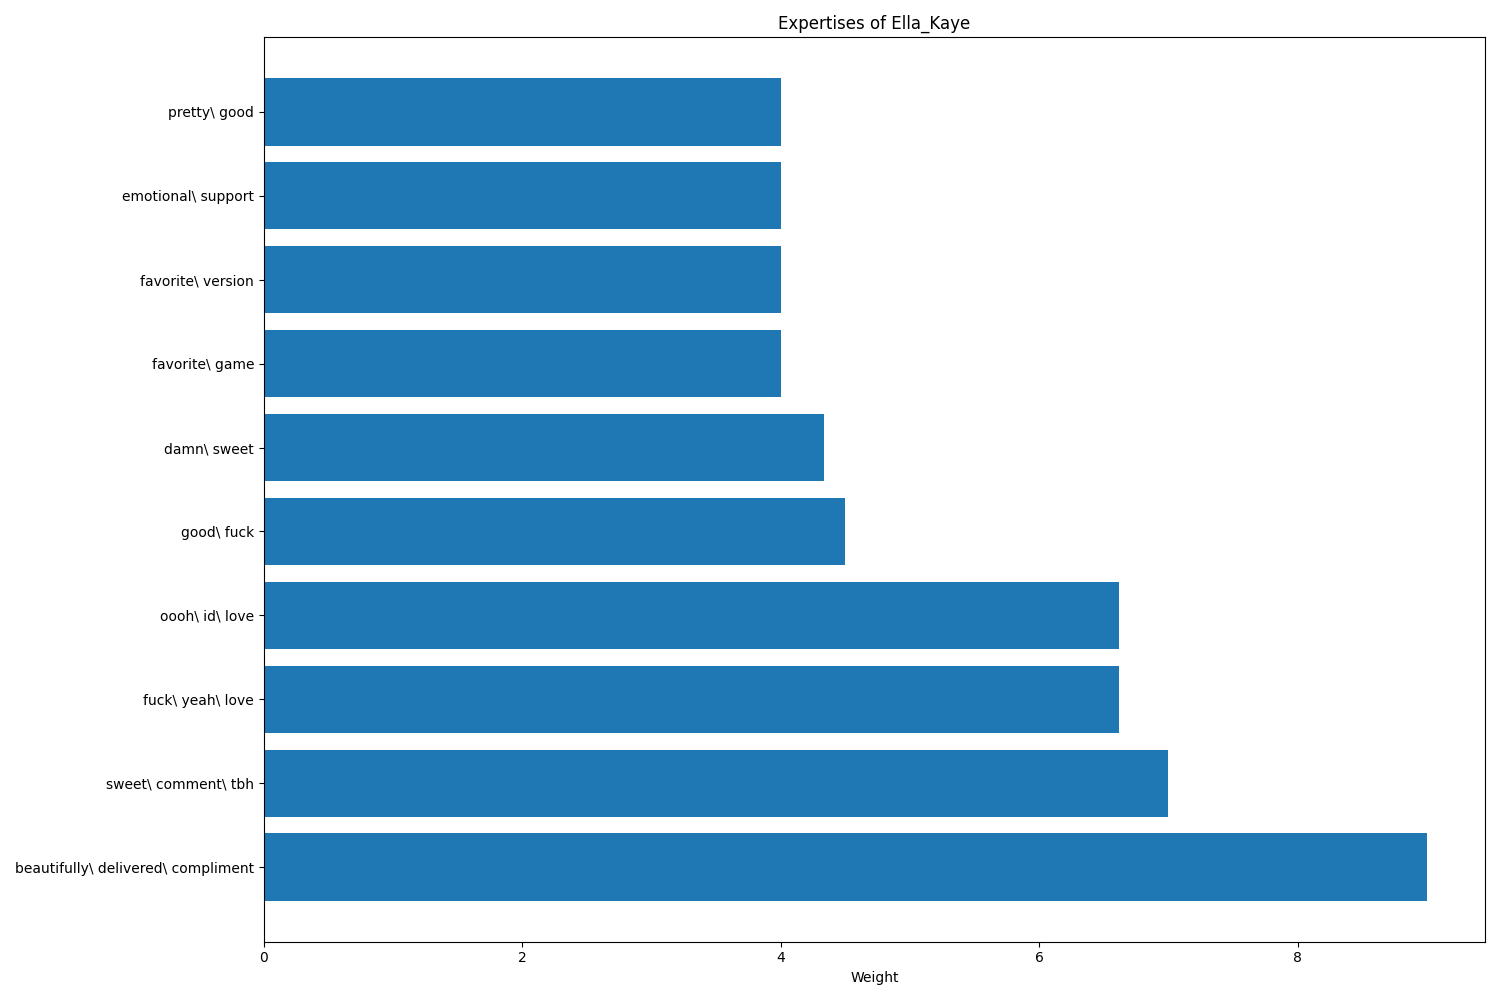 Expertises of Ella_Kaye
pretty\ good
emotional\ support
favorite\ version
favorite\ game
damn\ sweet
good\ fuck
oooh\ id\ love
fuck\ yeah\ love
sweet\ comment\ tbh
beautifully\ delivered\ compliment
0 2 4 6 8
Weight